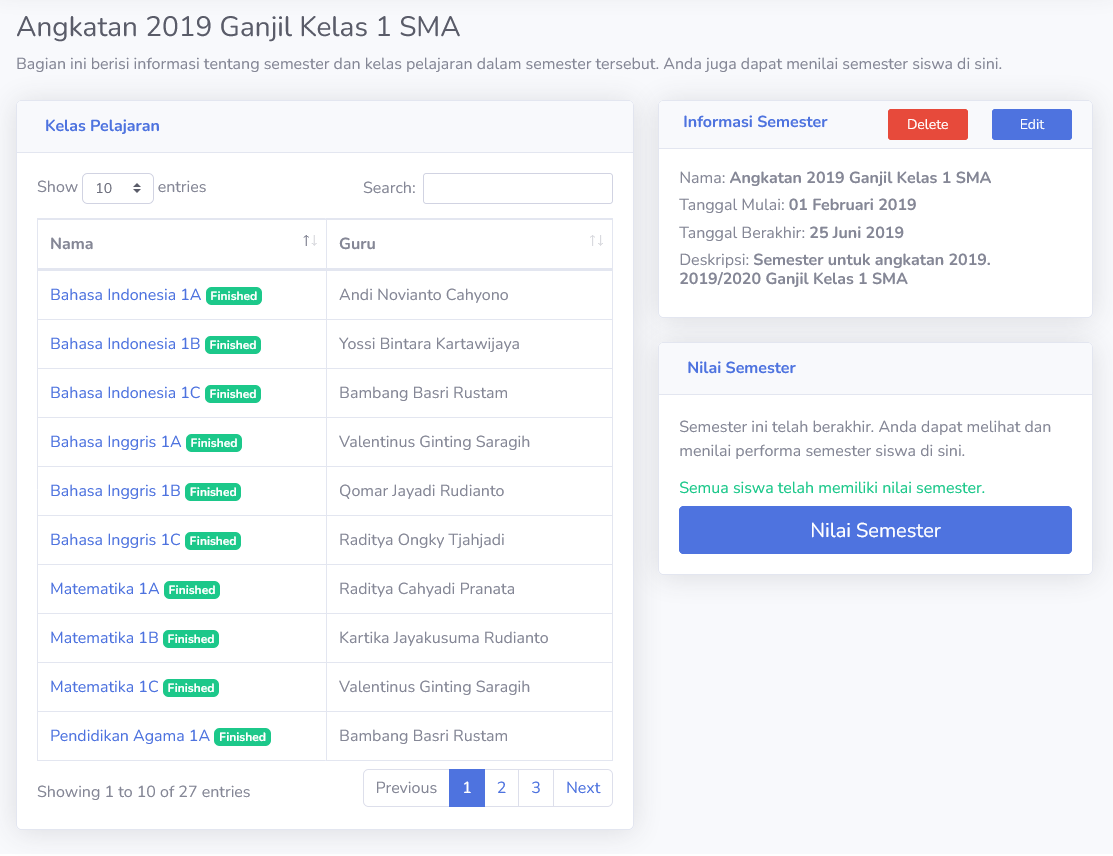 Angkatan 2019 Ganjil Kelas 1 SMA
Bagian ini berisi informasi tentang semester dan kelas pelajaran dalam semester tersebut. Anda juga dapat menilai semester siswa di sini.
Kelas Pelajaran
Show 10 entries Search:
Nama Guru
Bahasa Indonesia 1A Finished Andi Novianto Cahyono
Bahasa Indonesia 1B Finished Yossi Bintara Kartawijaya
Bahasa Indonesia 1C Finished Bambang Basri Rustam
Bahasa Inggris 1A Finished Valentinus Ginting Saragih
Bahasa Inggris 1B Finished Qomar Jayadi Rudianto
Bahasa Inggris 1C Finished Raditya Ongky Tjahjadi
Matematika 1A Finished Raditya Cahyadi Pranata
Matematika 1B Finished Kartika Jayakusuma Rudianto
Matematika 1C Finished Valentinus Ginting Saragih
Pendidikan Agama 1A Finished Bambang Basri Rustam
Showing 1 to 10 of 27 entries Previous 1 2 3 Next
Informasi Semester Delete Edit
Nama: Angkatan 2019 Ganjil Kelas 1 SMA
Tanggal Mulai: 01 Februari 2019
Tanggal Berakhir: 25 Juni 2019
Deskripsi: Semester untuk angkatan 2019.
2019/2020 Ganjil Kelas 1 SMA
Nilai Semester
Semester ini telah berakhir. Anda dapat melihat dan
menilai performa semester siswa di sini.
Semua siswa telah memiliki nilai semester.
Nilai Semester